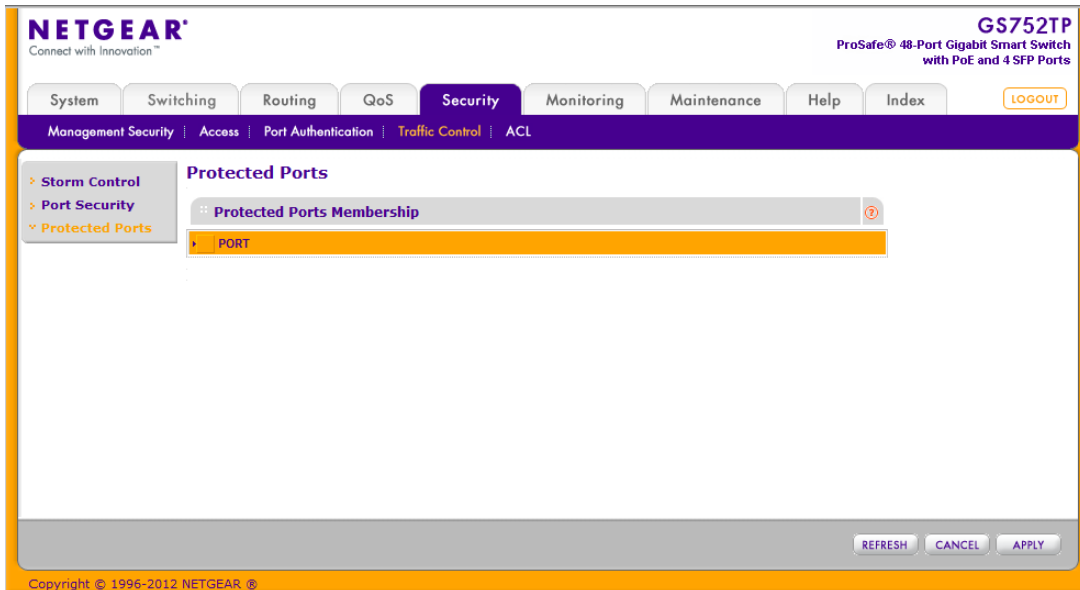 NETGEAR®
Connect with Innovation™
GS752TP
ProSafe® 48-Port Gigabit Smart Switch
with PoE and 4 SFP Ports
System Switching Routing QoS Security Monitoring Maintenance Help Index LOGOUT
Management Security | Access | Port Authentication | Traffic Control | ACL
Storm Control
Port Security
Protected Ports
Protected Ports
Protected Ports Membership ?
PORT
REFRESH CANCEL APPLY
Copyright © 1996-2012 NETGEAR ®